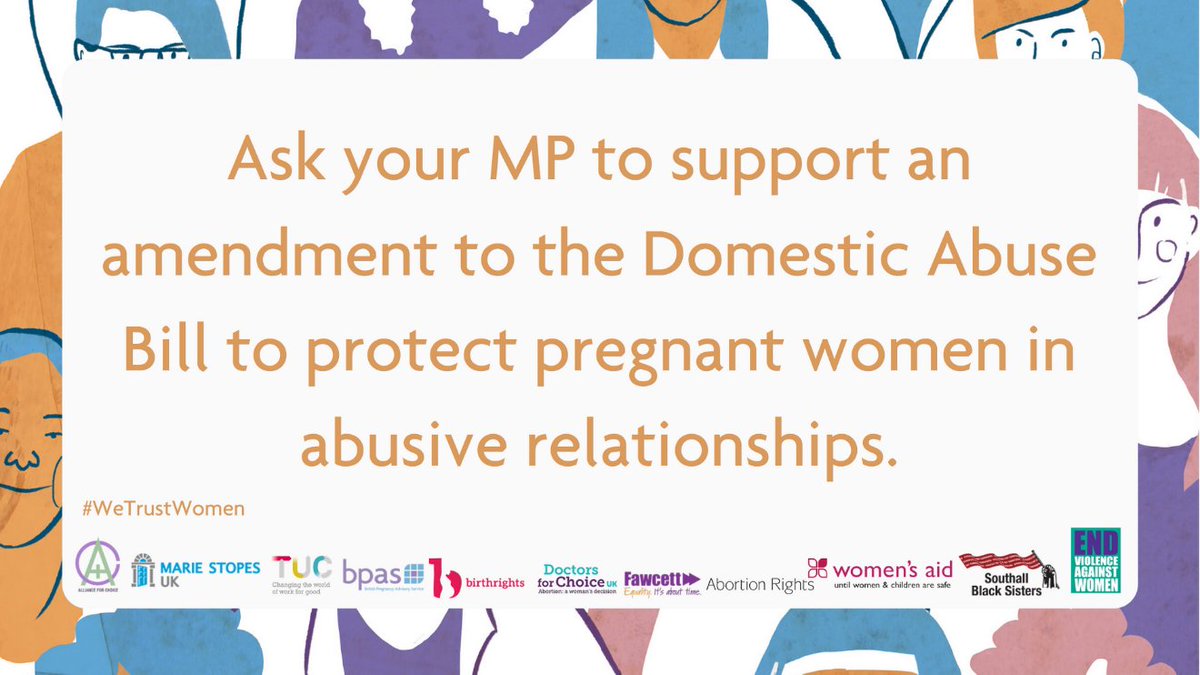 Ask your MP to support an
amendment to the Domestic Abuse
Bill to protect pregnant women in
abusive relationships.
#WeTrustWomen
ALLIANCE FOR CHOICE
MARIE STOPES
UK
TUC
Changing the world
of work for good.
bpas
British Pregnancy Advisory Service
birthrights
Doctors
for Choice UK
Abortion: a woman's decision
Fawcett
Equality. It's about time.
Abortion Rights
women's aid
until women & children are safe
Southall
Black Sisters
END
VIOLENCE
AGAINST
WOMEN